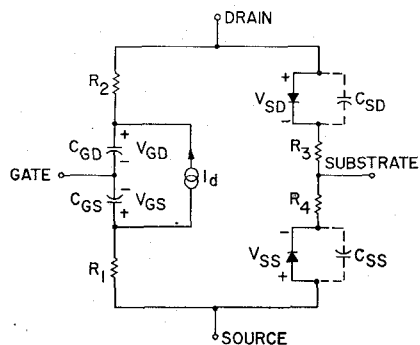 DRAIN
R2
+
VSD
-
CSD
CGD
+
-
VGD
R3
GATE
Id
SUBSTRATE
CGS
-
+
VGS
R4
R1
-
VSS
+
CSS
SOURCE